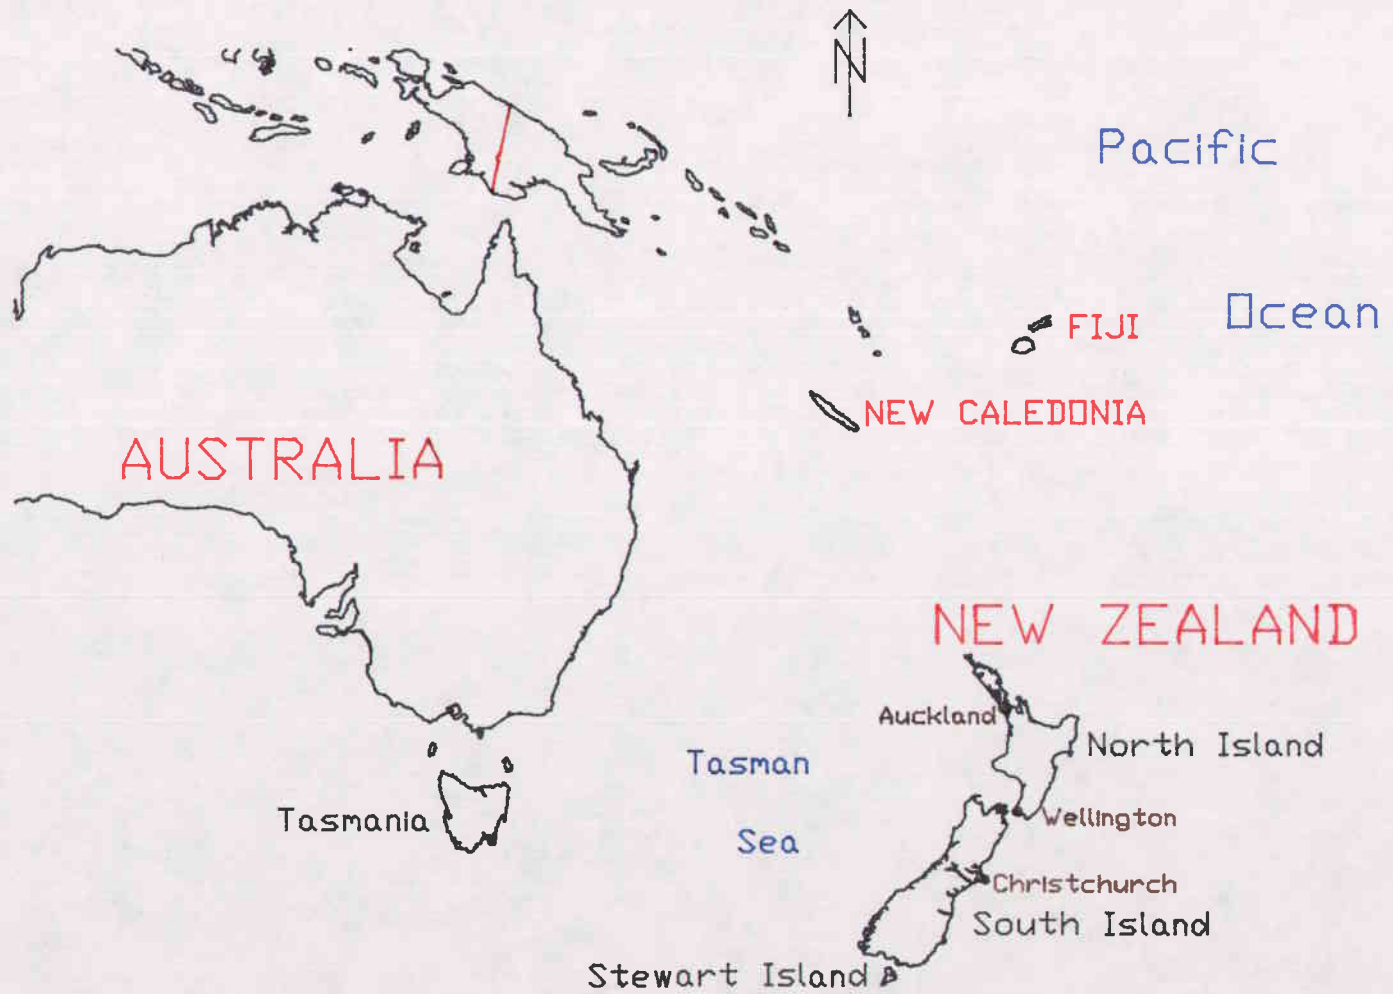 N
Pacific
Ocean
FIJI
NEW CALEDONIA
AUSTRALIA
NEW ZEALAND
Auckland
North Island
Tasman
Sea
Tasmania
Wellington
Christchurch
South Island
Stewart Island